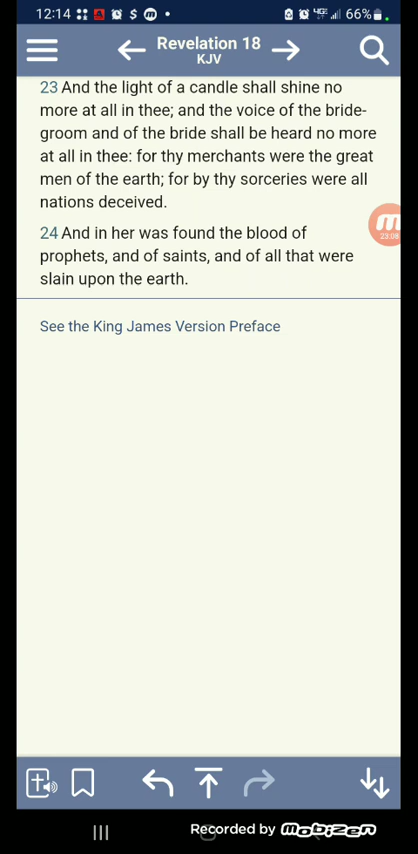 12:14 $ m 4GE 66%
Revelation 18
KJV
23 And the light of a candle shall shine no
more at all in thee; and the voice of the bride-
groom and of the bride shall be heard no more
at all in thee: for thy merchants were the great
men of the earth; for by thy sorceries were all
nations deceived.
m
23:08
24 And in her was found the blood of
prophets, and of saints, and of all that were
slain upon the earth.
See the King James Version Preface
Recorded by mobizen